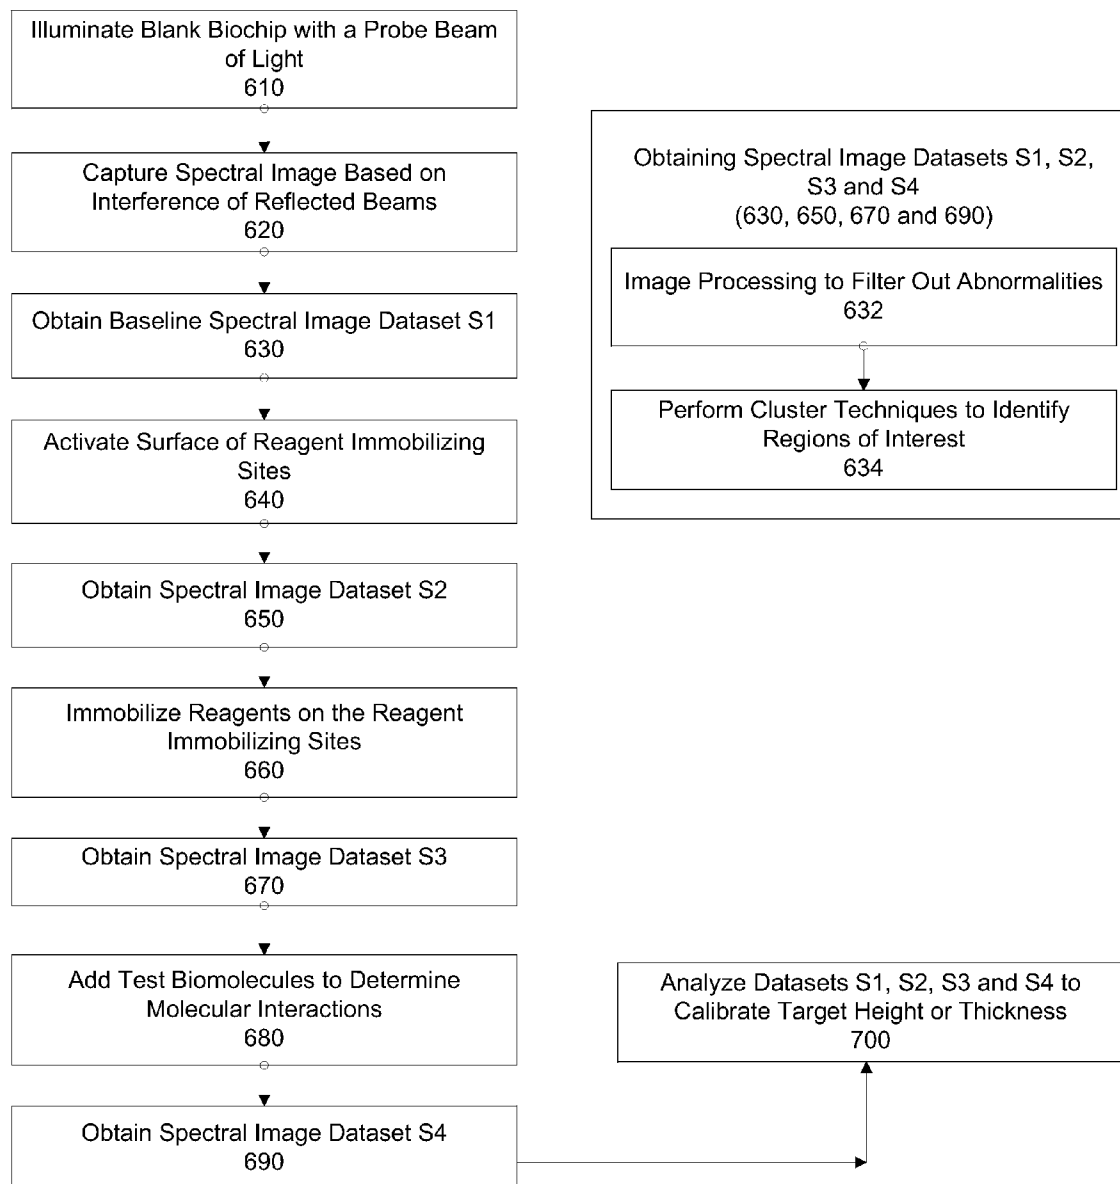 Illuminate Blank Biochip with a Probe Beam
of Light
610
Capture Spectral Image Based on
Interference of Reflected Beams
620
Obtain Baseline Spectral Image Dataset S1
630
Activate Surface of Reagent Immobilizing
Sites
640
Obtain Spectral Image Dataset S2
650
Immobilize Reagents on the Reagent
Immobilizing Sites
660
Obtain Spectral Image Dataset S3
670
Add Test Biomolecules to Determine
Molecular Interactions
680
Obtain Spectral Image Dataset S4
690
Obtaining Spectral Image Datasets S1, S2,
S3 and S4
(630, 650, 670 and 690)
Image Processing to Filter Out Abnormalities
632
Perform Cluster Techniques to Identify
Regions of Interest
634
Analyze Datasets S1, S2, S3 and S4 to
Calibrate Target Height or Thickness
700